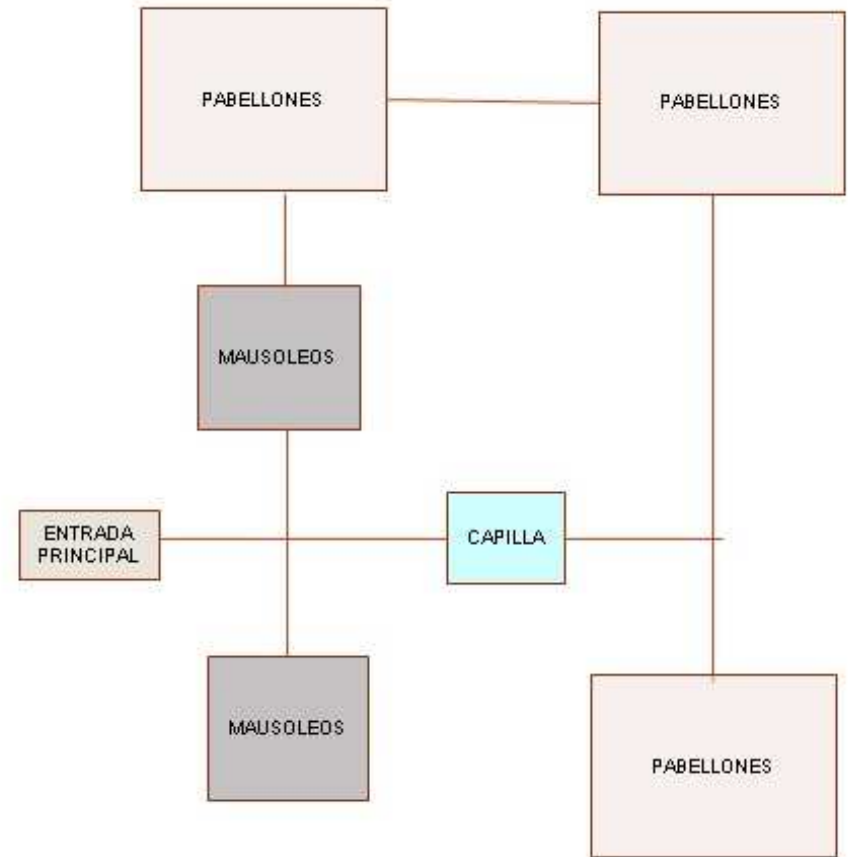 PABELLONES
PABELLONES
MAUSOLEOS
ENTRADA
PRINCIPAL
CAPILLA
MAUSOLEOS
PABELLONES